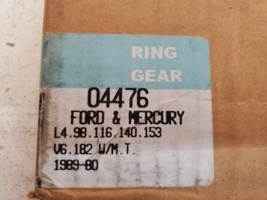 RING
GEAR
04476
FORD & MERCURY
L4.98.116.140.153
V6.182 W/M.T.
1989-80